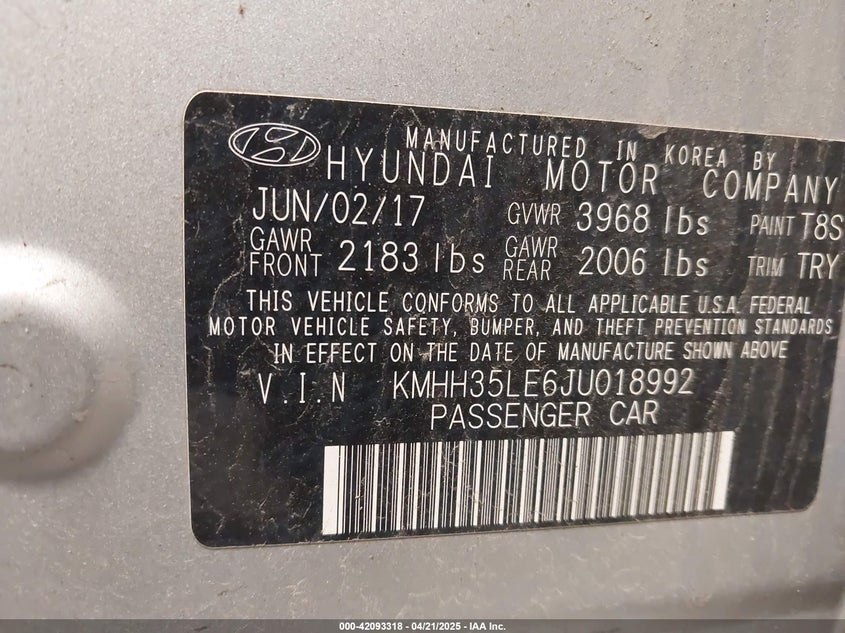 MANUFACTURED IN KOREA BY
HYUNDAI MOTOR COMPANY
JUN/02/17 GVWR 3968 lbs PAINT T8S
GAWR FRONT 2183 lbs GAWR REAR 2006 lbs TRIM TRY
THIS VEHICLE CONFORMS TO ALL APPLICABLE U.S.A. FEDERAL
MOTOR VEHICLE SAFETY, BUMPER, AND THEFT PREVENTION STANDARDS
IN EFFECT ON THE DATE OF MANUFACTURE SHOWN ABOVE
V.I.N KMHH35LE6JU018992
PASSENGER CAR
000-42093318 - 04/21/2025 - IAA Inc.